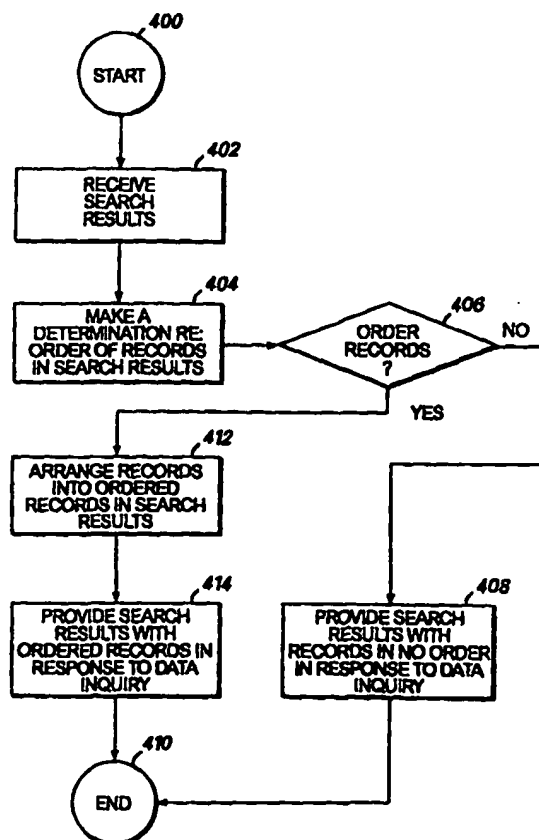 400
START
402
RECEIVE
SEARCH
RESULTS
404
MAKE A
DETERMINATION RE:
ORDER OF RECORDS
IN SEARCH RESULTS
406
ORDER
RECORDS
?
NO
YES
412
ARRANGE RECORDS
INTO ORDERED
RECORDS IN SEARCH
RESULTS
414
PROVIDE SEARCH
RESULTS WITH
ORDERED RECORDS IN
RESPONSE TO DATA
INQUIRY
408
PROVIDE SEARCH
RESULTS WITH
RECORDS IN NO ORDER
IN RESPONSE TO DATA
INQUIRY
410
END